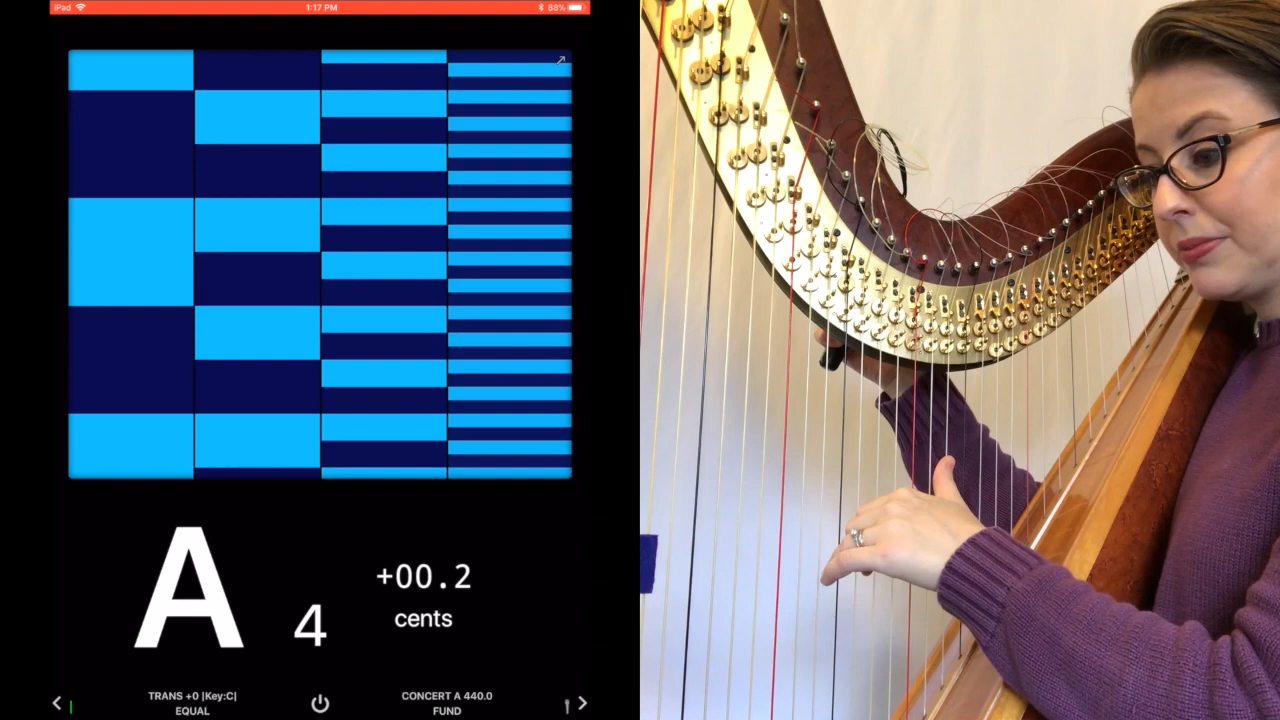 iPad 1:17 PM 88%
A 4 +00.2
cents
TRANS +0 |Key:C| CONCERT A 440.0
EQUAL FUND